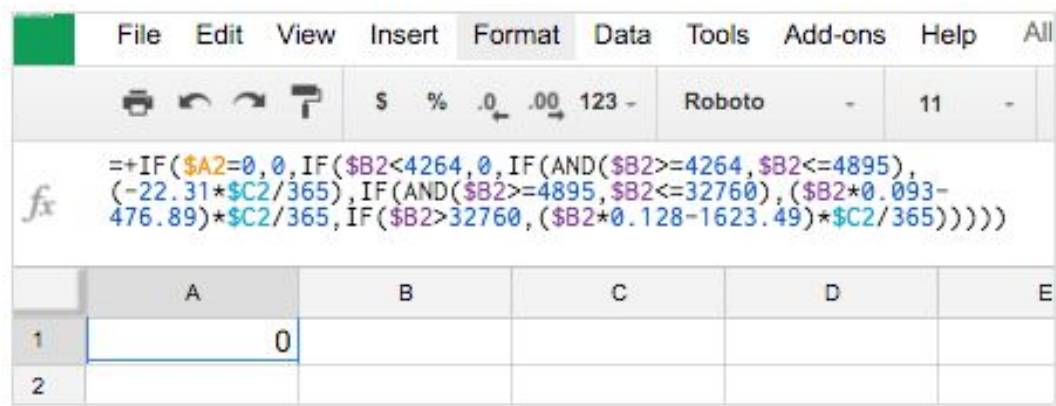 File Edit View Insert Format Data Tools Add-ons Help All
$ % .0 .00 123 Roboto 11
fx =+IF($A2=0,0,IF($B2<4264,0,IF(AND($B2>=4264,$B2<=4895),
(-22.31*$C2/365),IF(AND($B2>=4895,$B2<=32760),($B2*0.093-
476.89)*$C2/365,IF($B2>32760,($B2*0.128-1623.49)*$C2/365)))))
A B C D E
1 0
2